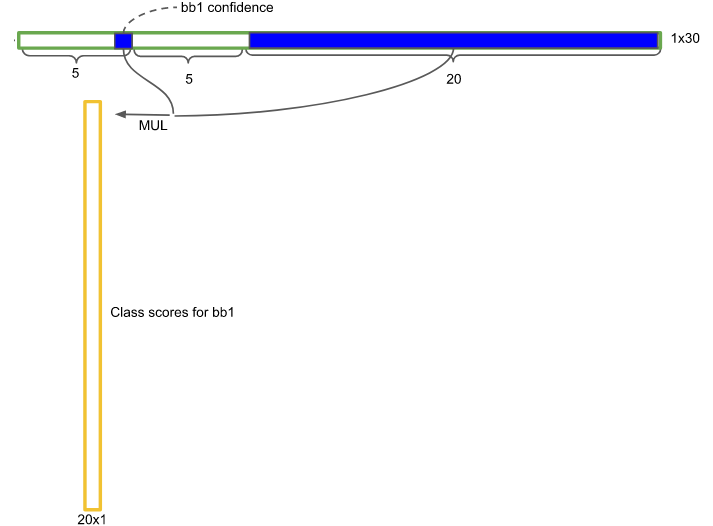 bb1 confidence
1x30
5
5
20
MUL
Class scores for bb1
20x1